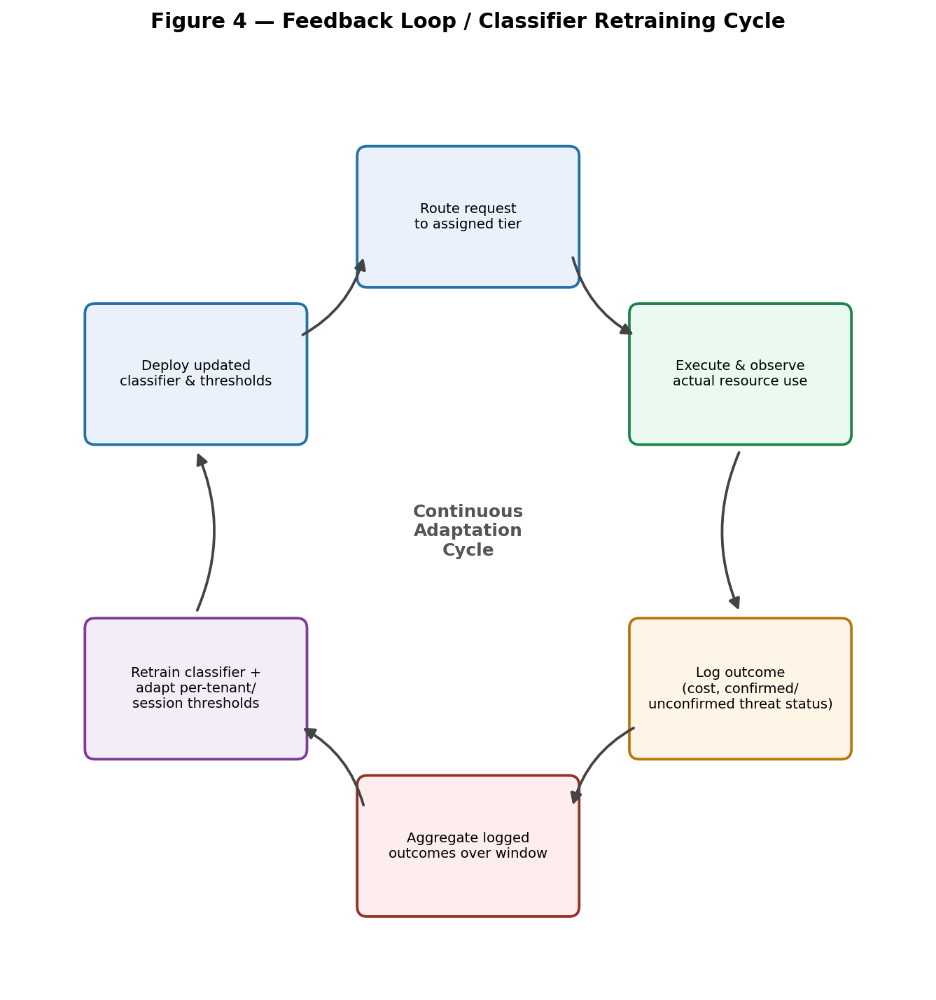 Figure 4 — Feedback Loop / Classifier Retraining Cycle
Route request
to assigned tier
Execute & observe
actual resource use
Log outcome
(cost, confirmed/
unconfirmed threat status)
Aggregate logged
outcomes over window
Retrain classifier +
adapt per-tenant/
session thresholds
Deploy updated
classifier & thresholds
Continuous
Adaptation
Cycle